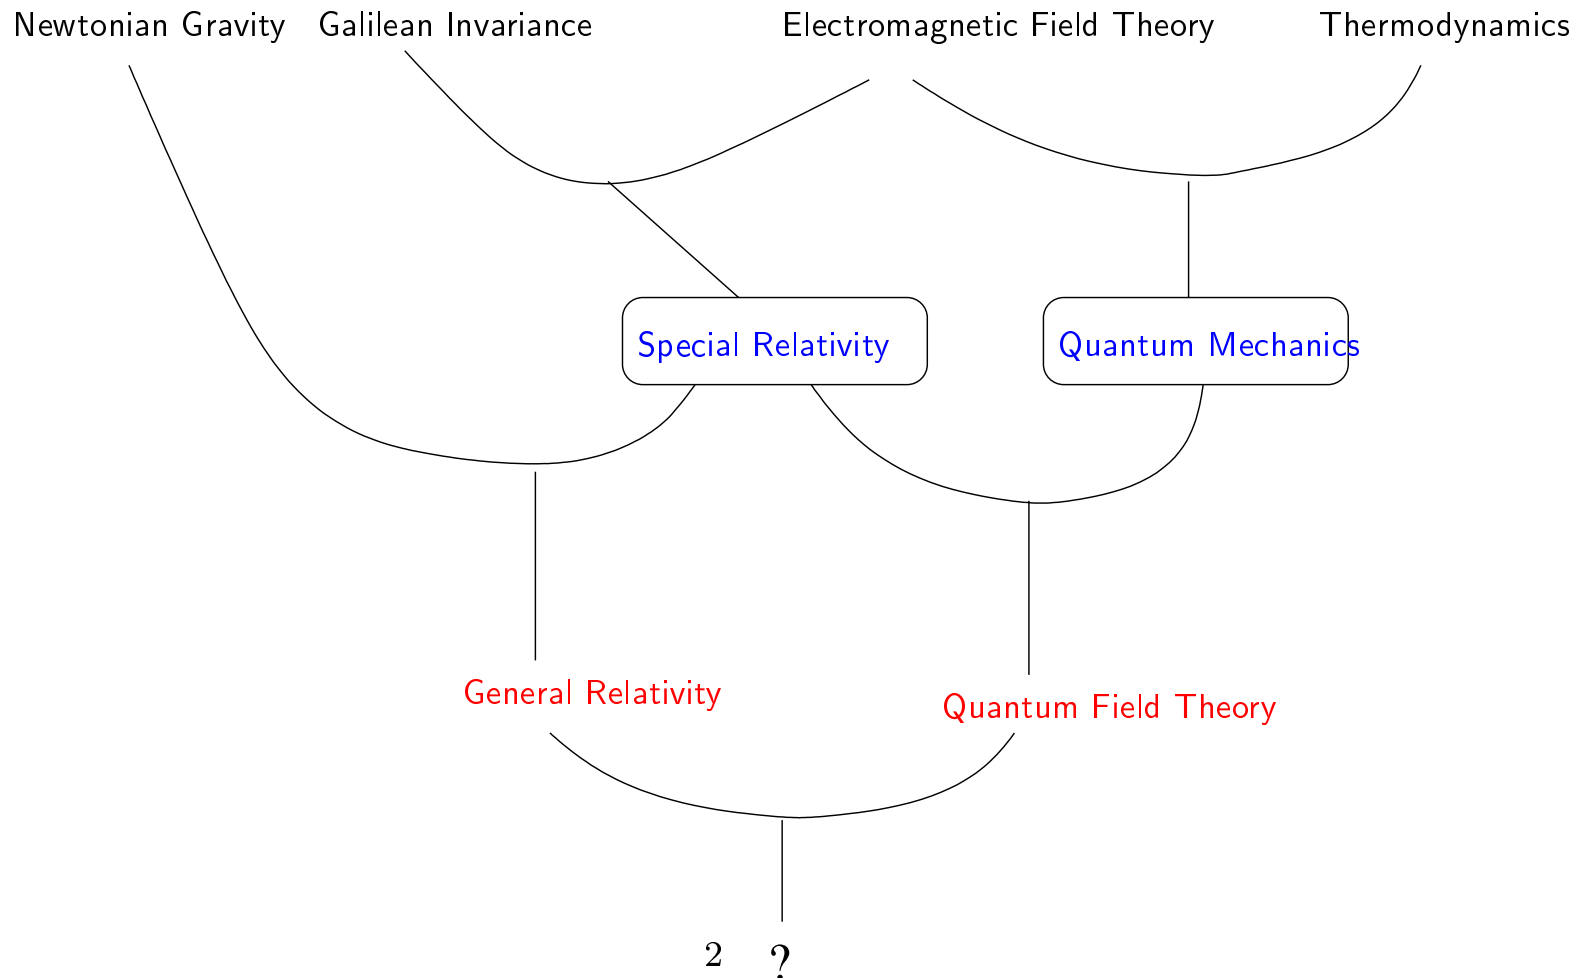 Newtonian Gravity Galilean Invariance Electromagnetic Field Theory Thermodynamics
Special Relativity Quantum Mechanics
General Relativity
Quantum Field Theory
2 ?